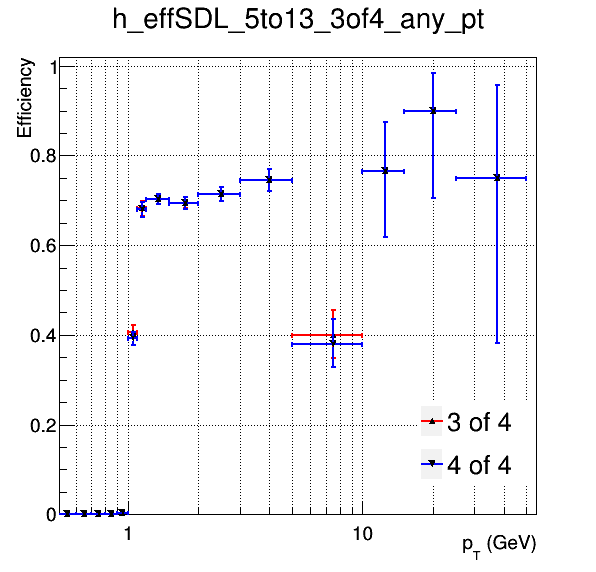 h_effSDL_5to13_3of4_any_pt
Efficiency
1
0.8
0.6
0.4
0.2
0
3 of 4
4 of 4
1
10
p_T (GeV)